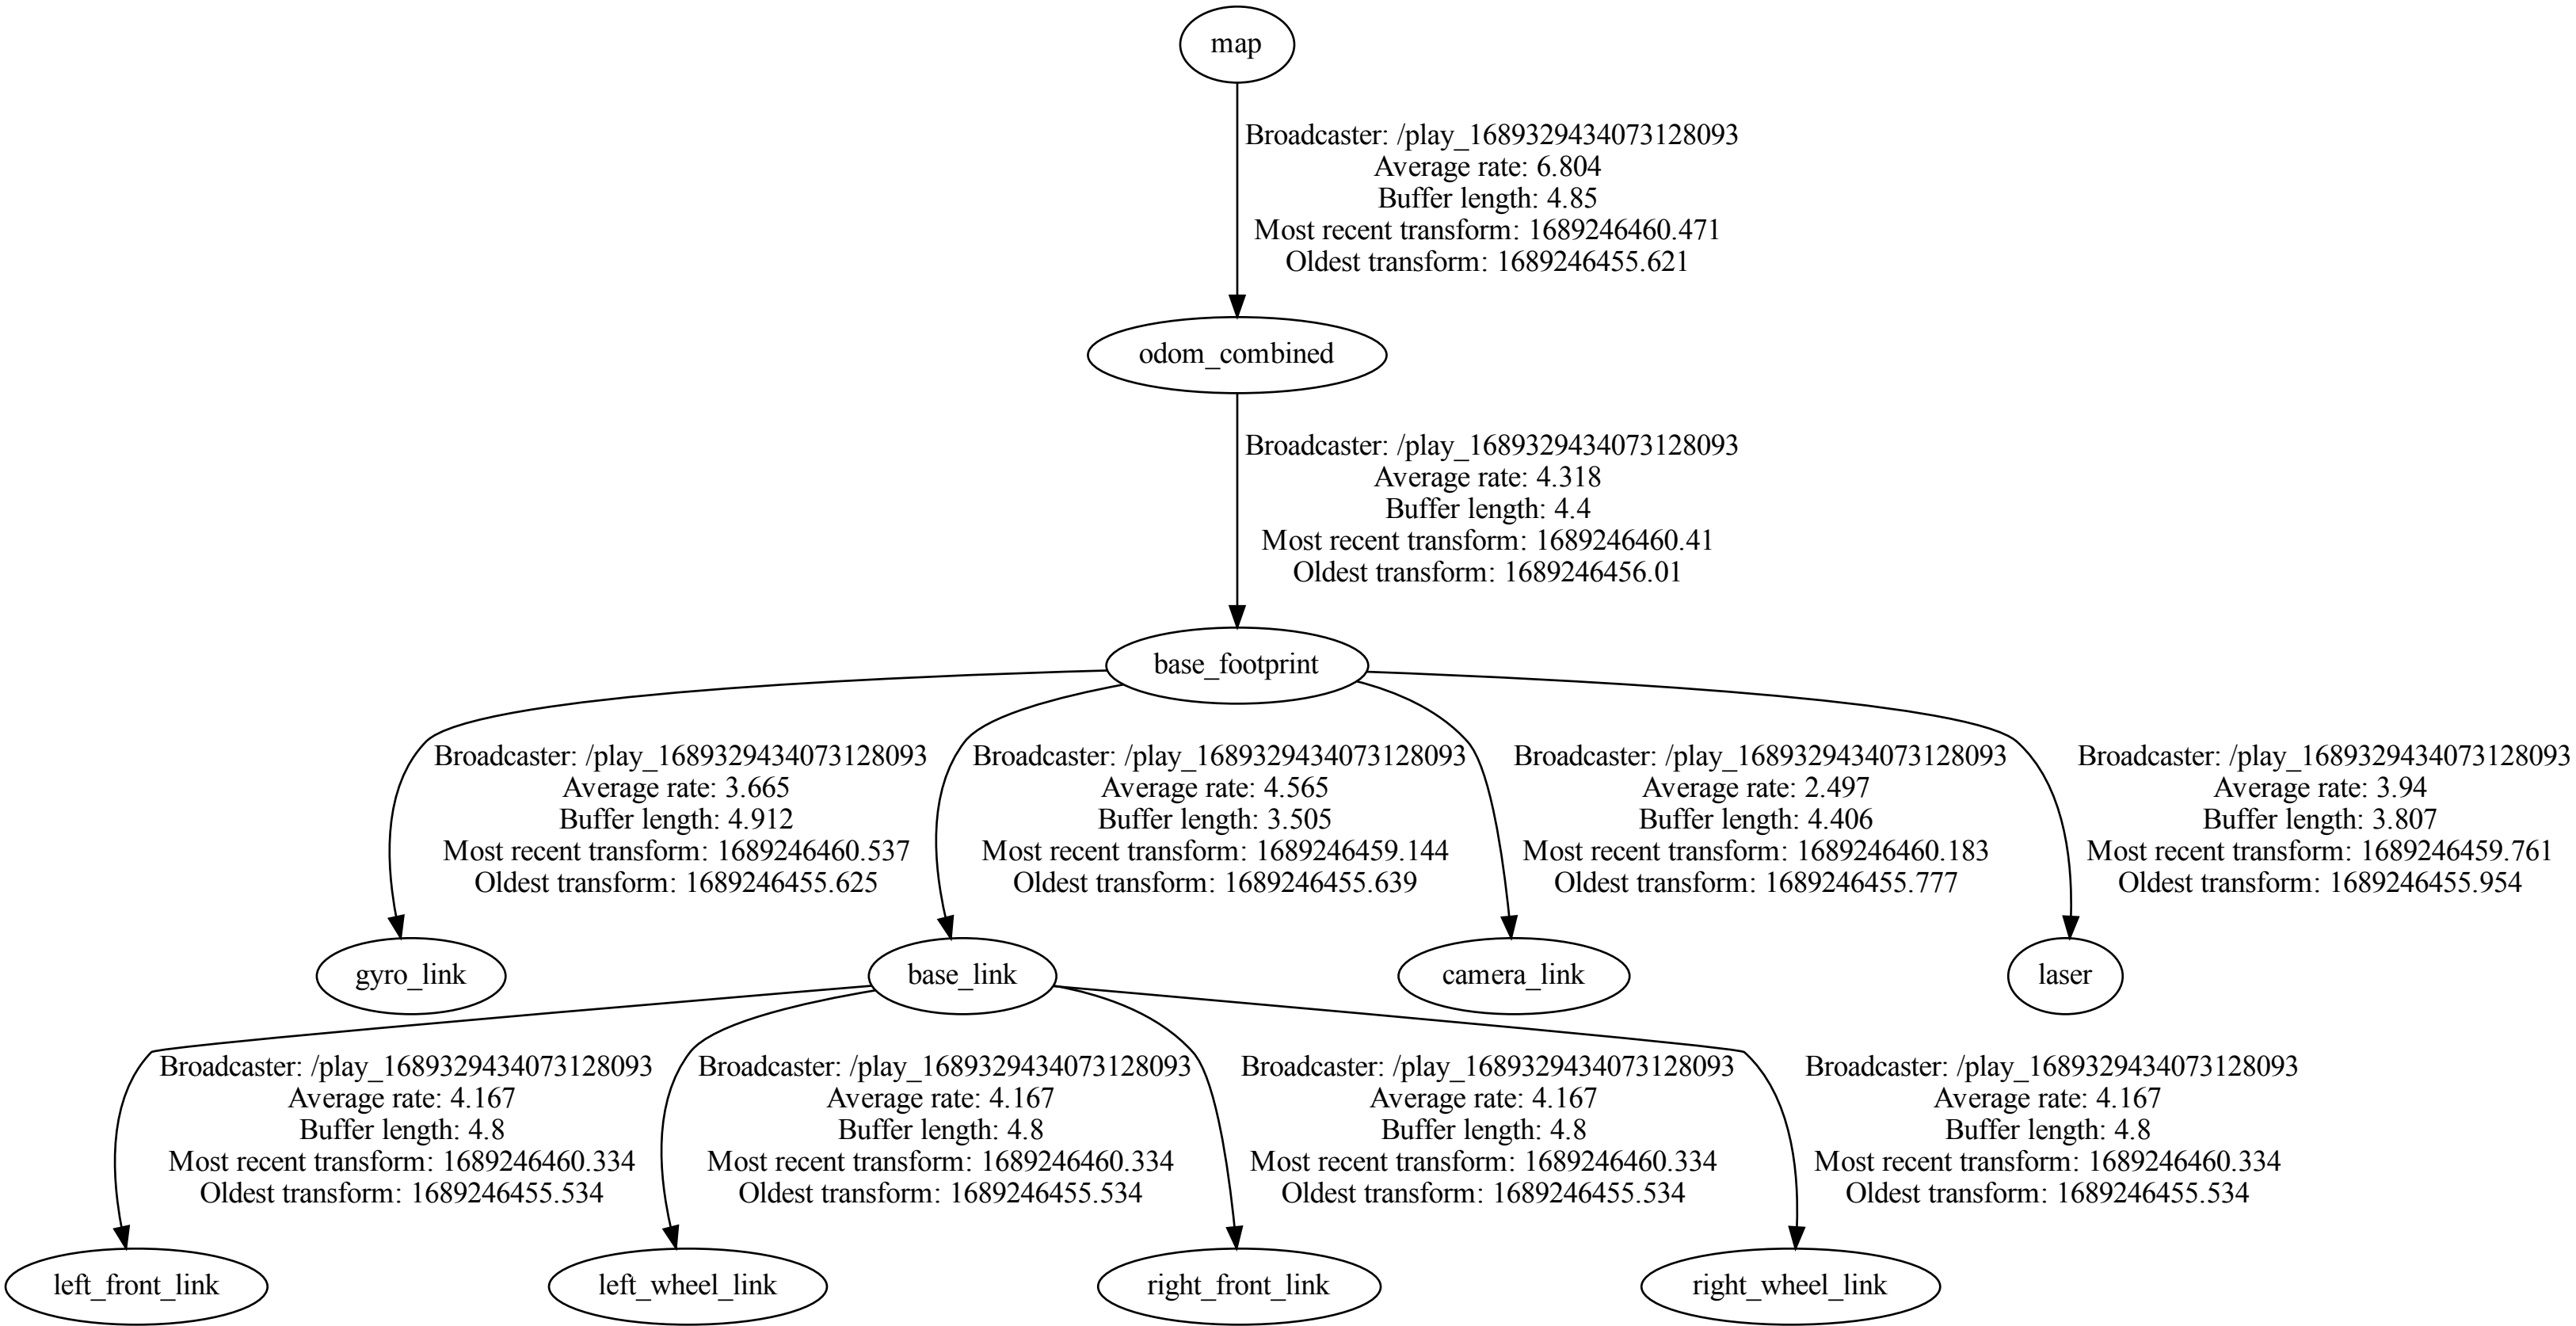 map
Broadcaster: /play_1689329434073128093
Average rate: 6.804
Buffer length: 4.85
Most recent transform: 1689246460.471
Oldest transform: 1689246455.621
odom_combined
Broadcaster: /play_1689329434073128093
Average rate: 4.318
Buffer length: 4.4
Most recent transform: 1689246460.41
Oldest transform: 1689246456.01
base_footprint
Broadcaster: /play_1689329434073128093
Average rate: 3.665
Buffer length: 4.912
Most recent transform: 1689246460.537
Oldest transform: 1689246455.625
Broadcaster: /play_1689329434073128093
Average rate: 4.565
Buffer length: 3.505
Most recent transform: 1689246459.144
Oldest transform: 1689246455.639
Broadcaster: /play_1689329434073128093
Average rate: 2.497
Buffer length: 4.406
Most recent transform: 1689246460.183
Oldest transform: 1689246455.777
Broadcaster: /play_1689329434073128093
Average rate: 3.94
Buffer length: 3.807
Most recent transform: 1689246459.761
Oldest transform: 1689246455.954
gyro_link
base_link
camera_link
laser
Broadcaster: /play_1689329434073128093
Average rate: 4.167
Buffer length: 4.8
Most recent transform: 1689246460.334
Oldest transform: 1689246455.534
Broadcaster: /play_1689329434073128093
Average rate: 4.167
Buffer length: 4.8
Most recent transform: 1689246460.334
Oldest transform: 1689246455.534
Broadcaster: /play_1689329434073128093
Average rate: 4.167
Buffer length: 4.8
Most recent transform: 1689246460.334
Oldest transform: 1689246455.534
Broadcaster: /play_1689329434073128093
Average rate: 4.167
Buffer length: 4.8
Most recent transform: 1689246460.334
Oldest transform: 1689246455.534
left_front_link
left_wheel_link
right_front_link
right_wheel_link